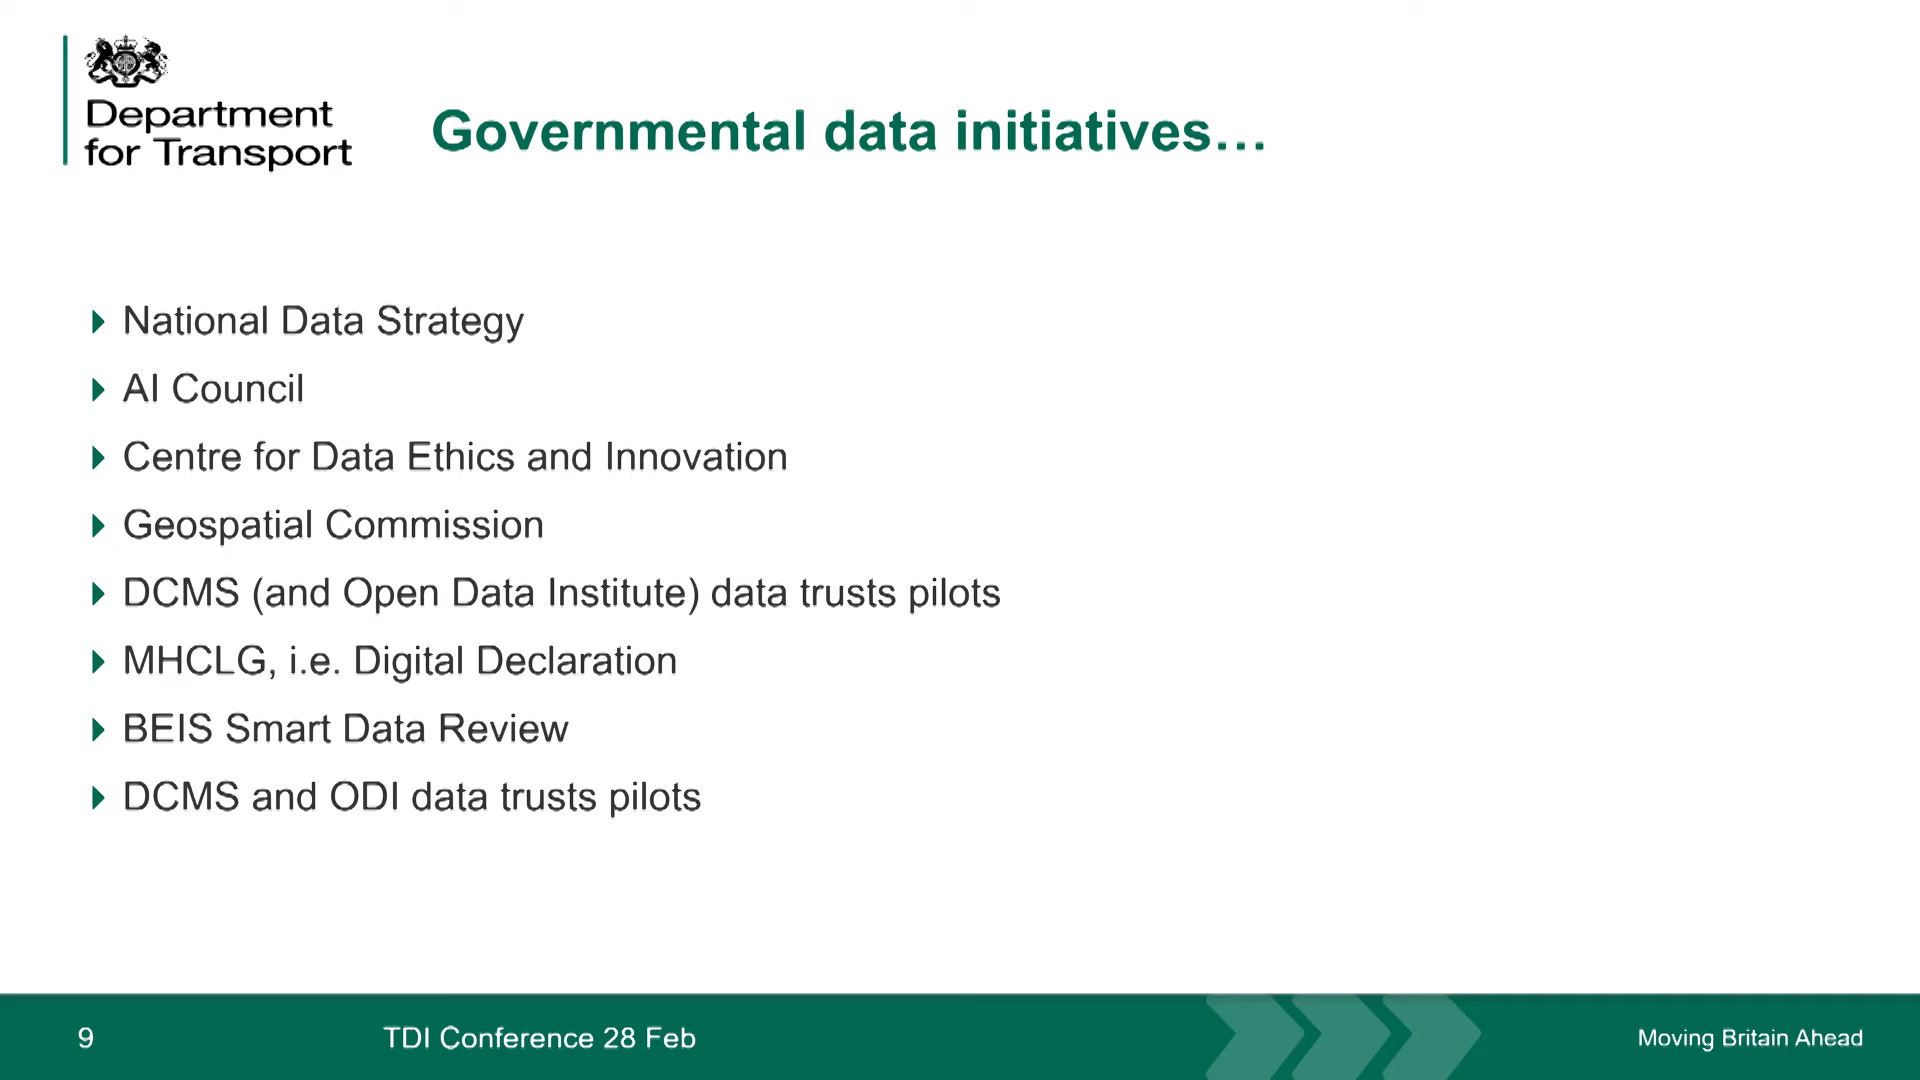 Department
for Transport
Governmental data initiatives…
National Data Strategy
AI Council
Centre for Data Ethics and Innovation
Geospatial Commission
DCMS (and Open Data Institute) data trusts pilots
MHCLG, i.e. Digital Declaration
BEIS Smart Data Review
DCMS and ODI data trusts pilots
9
TDI Conference 28 Feb
Moving Britain Ahead